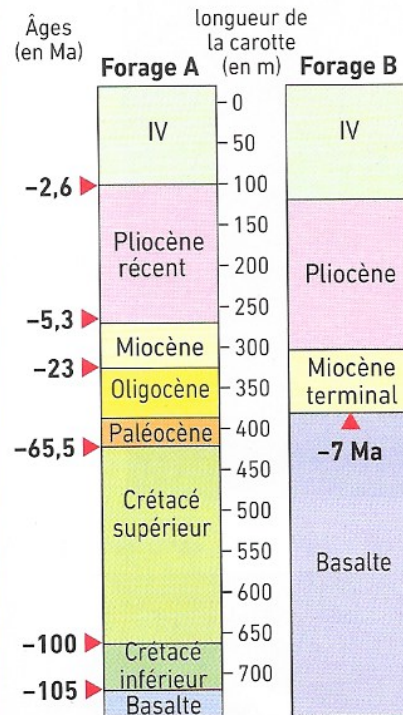 Âges
(en Ma)
longueur de
la carotte
(en m)
Forage A
Forage B
0
50
100
150
200
250
300
350
400
450
500
550
600
650
700
–2,6
–5,3
–23
–65,5
–100
–105
IV
Pliocène
récent
Miocène
Oligocène
Paléocène
Crétacé
supérieur
Crétacé
inférieur
Basalte
IV
Pliocène
Miocène
terminal
–7 Ma
Basalte